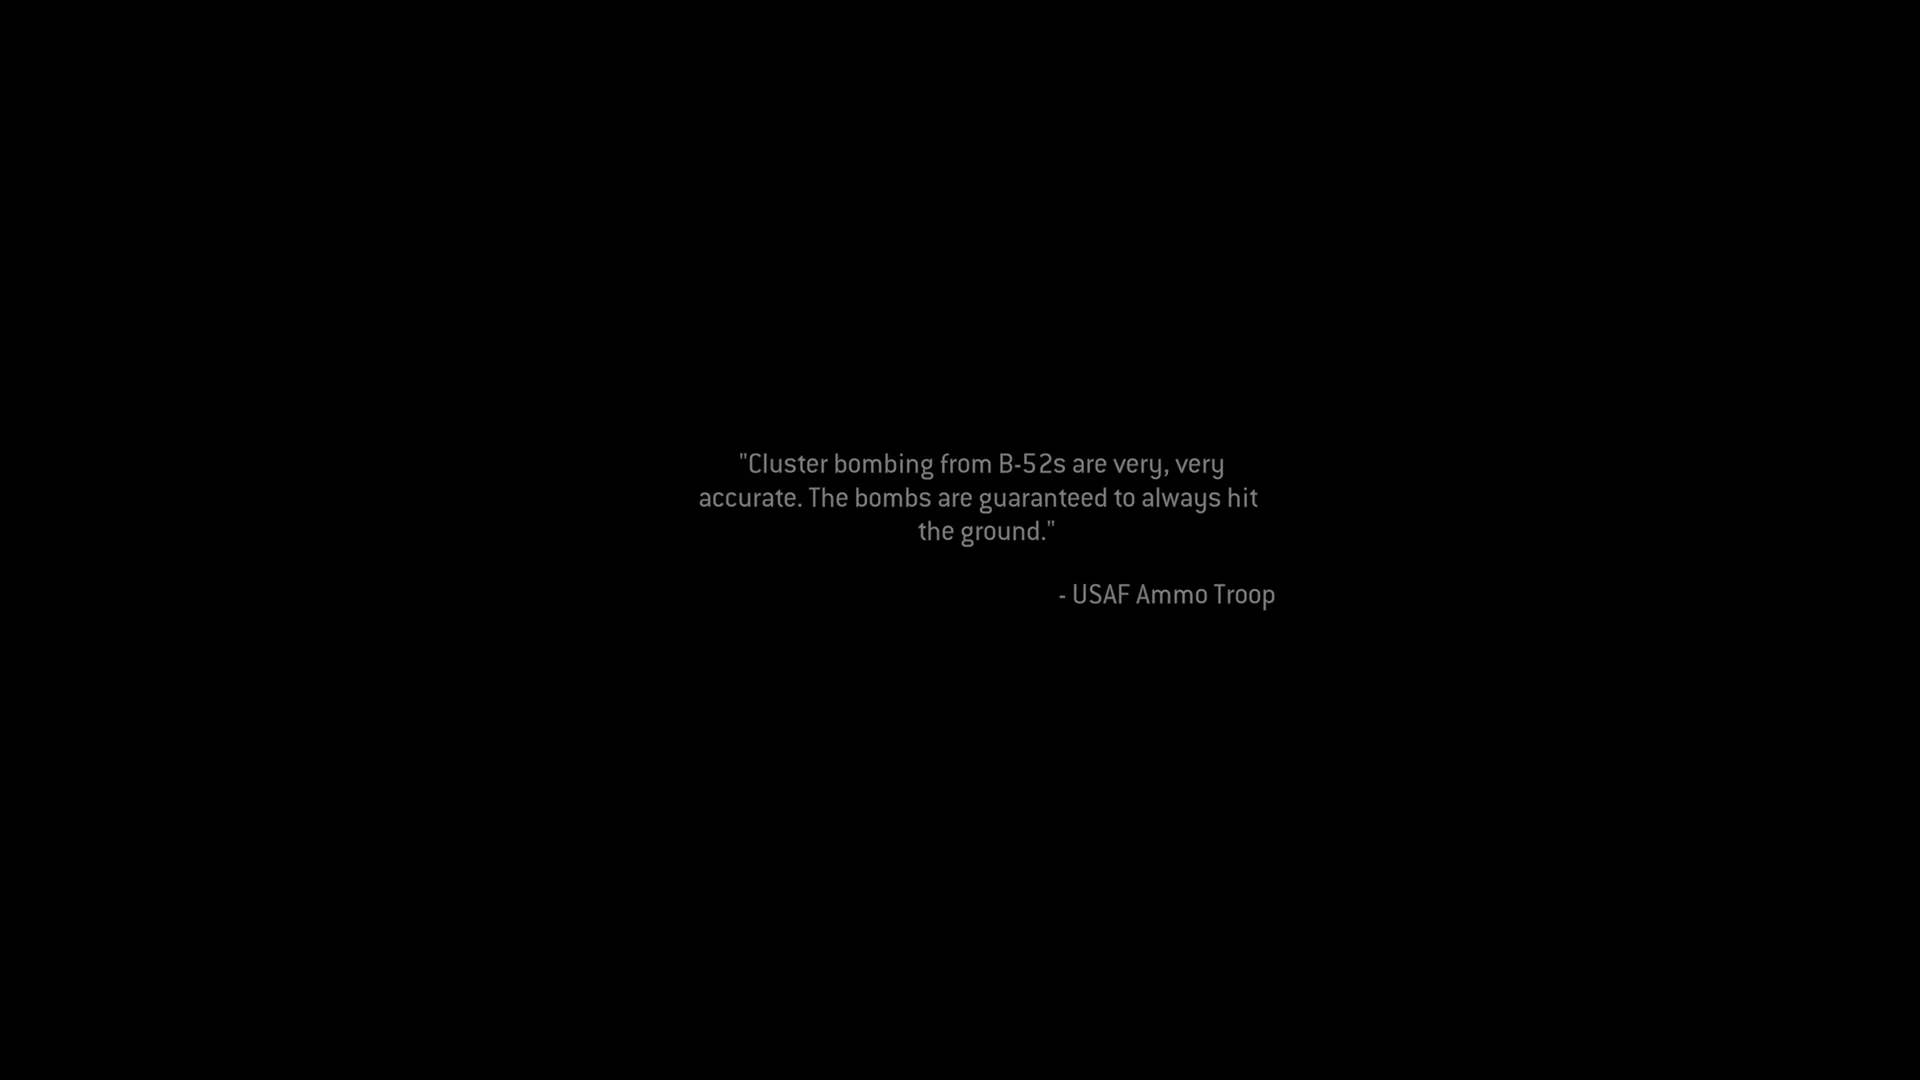 "Cluster bombing from B-52s are very, very
accurate. The bombs are guaranteed to always hit
the ground."
- USAF Ammo Troop